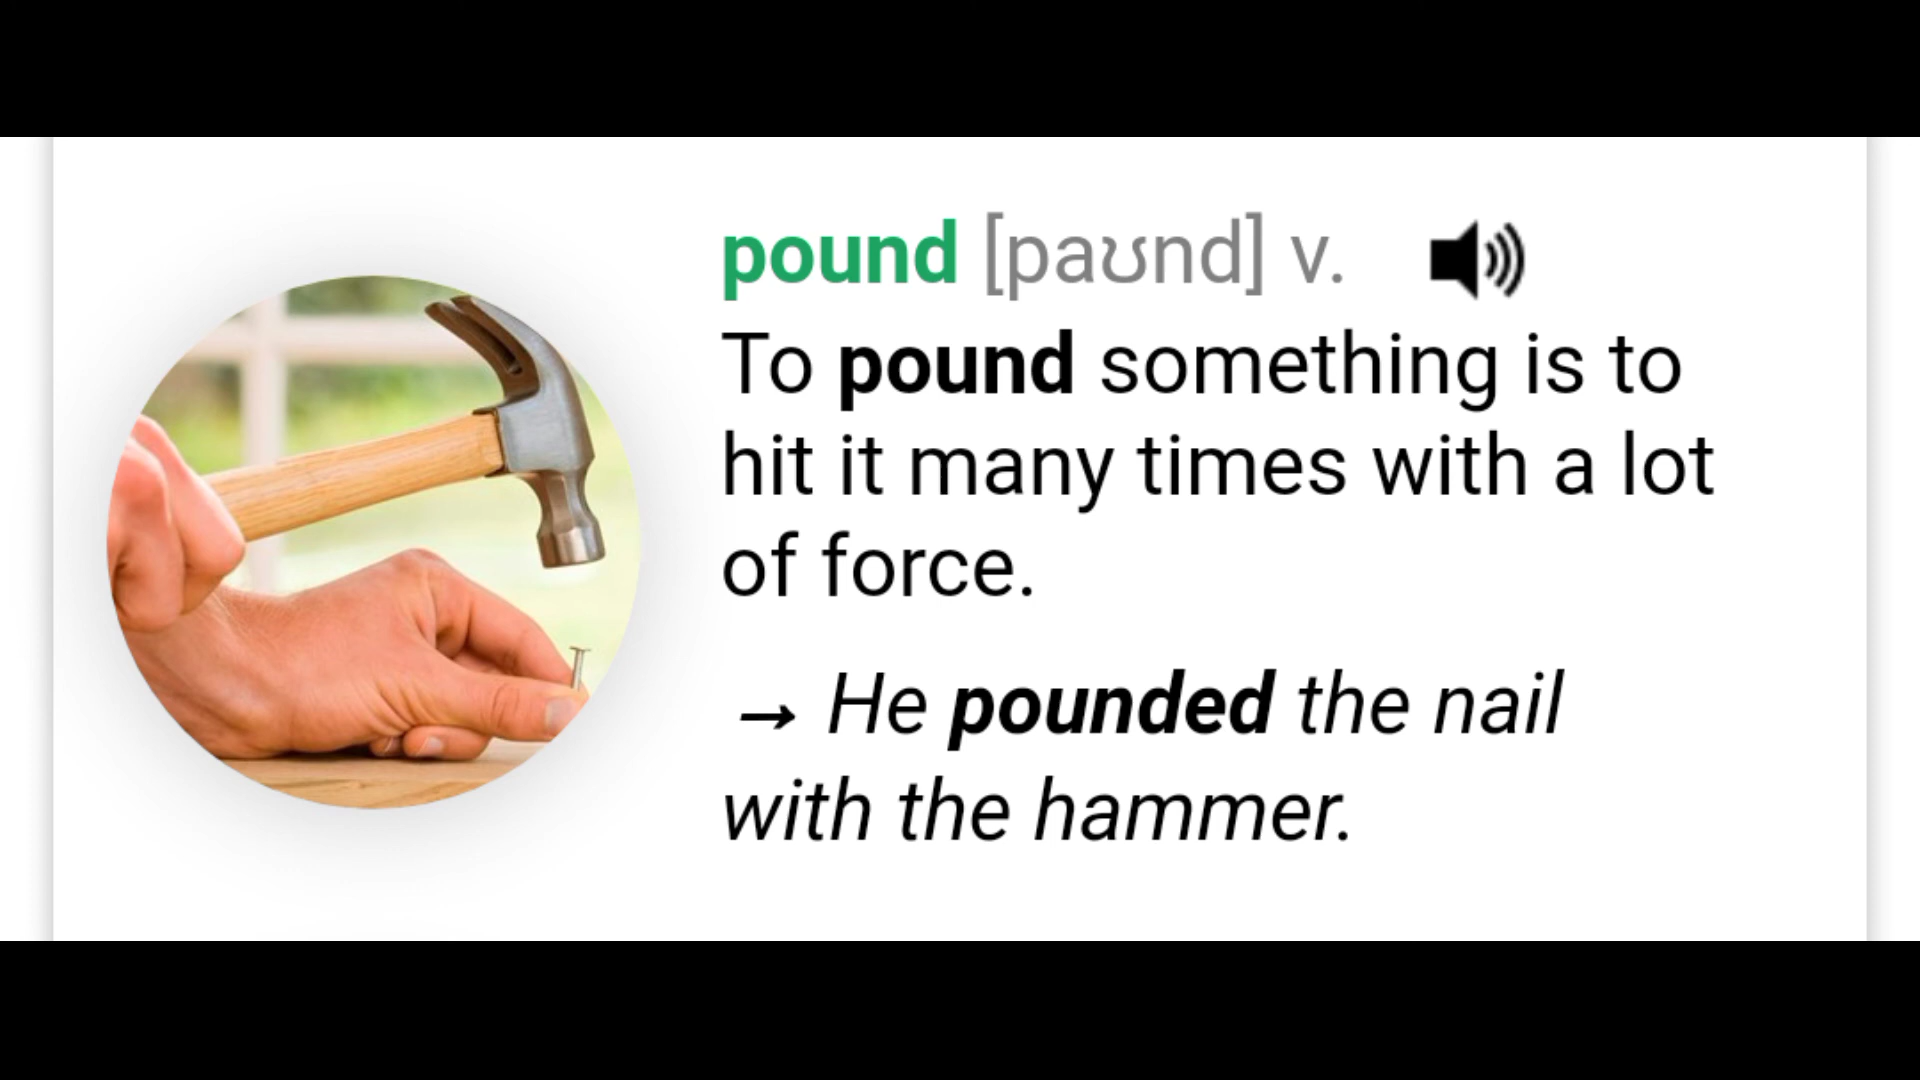 pound [paʊnd] v.
To pound something is to
hit it many times with a lot
of force.
→ He pounded the nail
with the hammer.